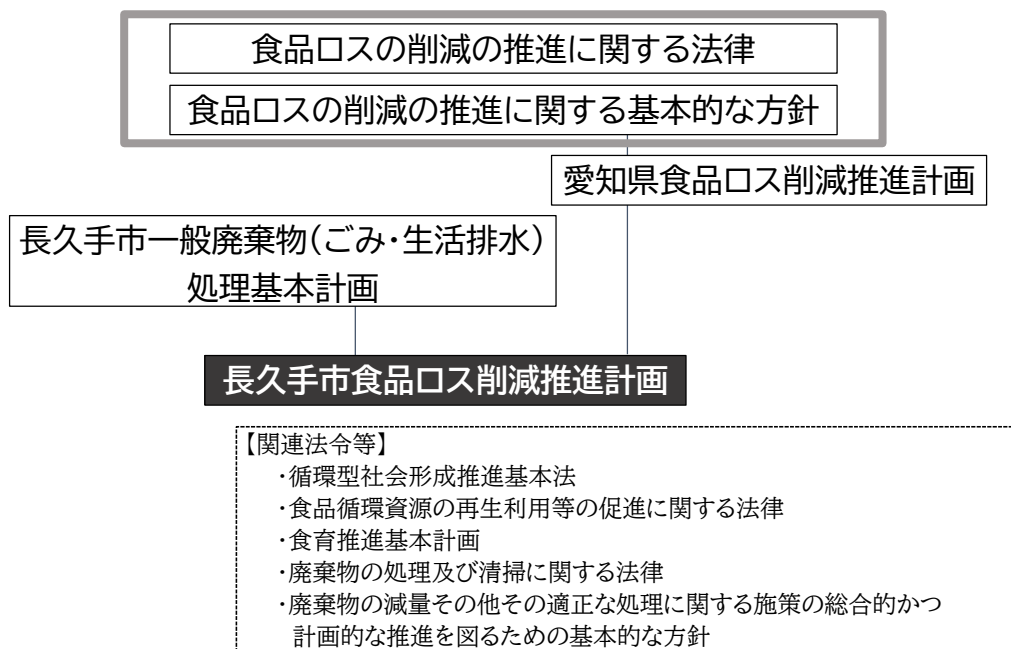 食品ロスの削減の推進に関する法律
食品ロスの削減の推進に関する基本的な方針
愛知県食品ロス削減推進計画
長久手市一般廃棄物(ごみ・生活排水)
処理基本計画
長久手市食品ロス削減推進計画
【関連法令等】
・循環型社会形成推進基本法
・食品循環資源の再生利用等の促進に関する法律
・食育推進基本計画
・廃棄物の処理及び清掃に関する法律
・廃棄物の減量その他その適正な処理に関する施策の総合的かつ
計画的な推進を図るための基本的な方針